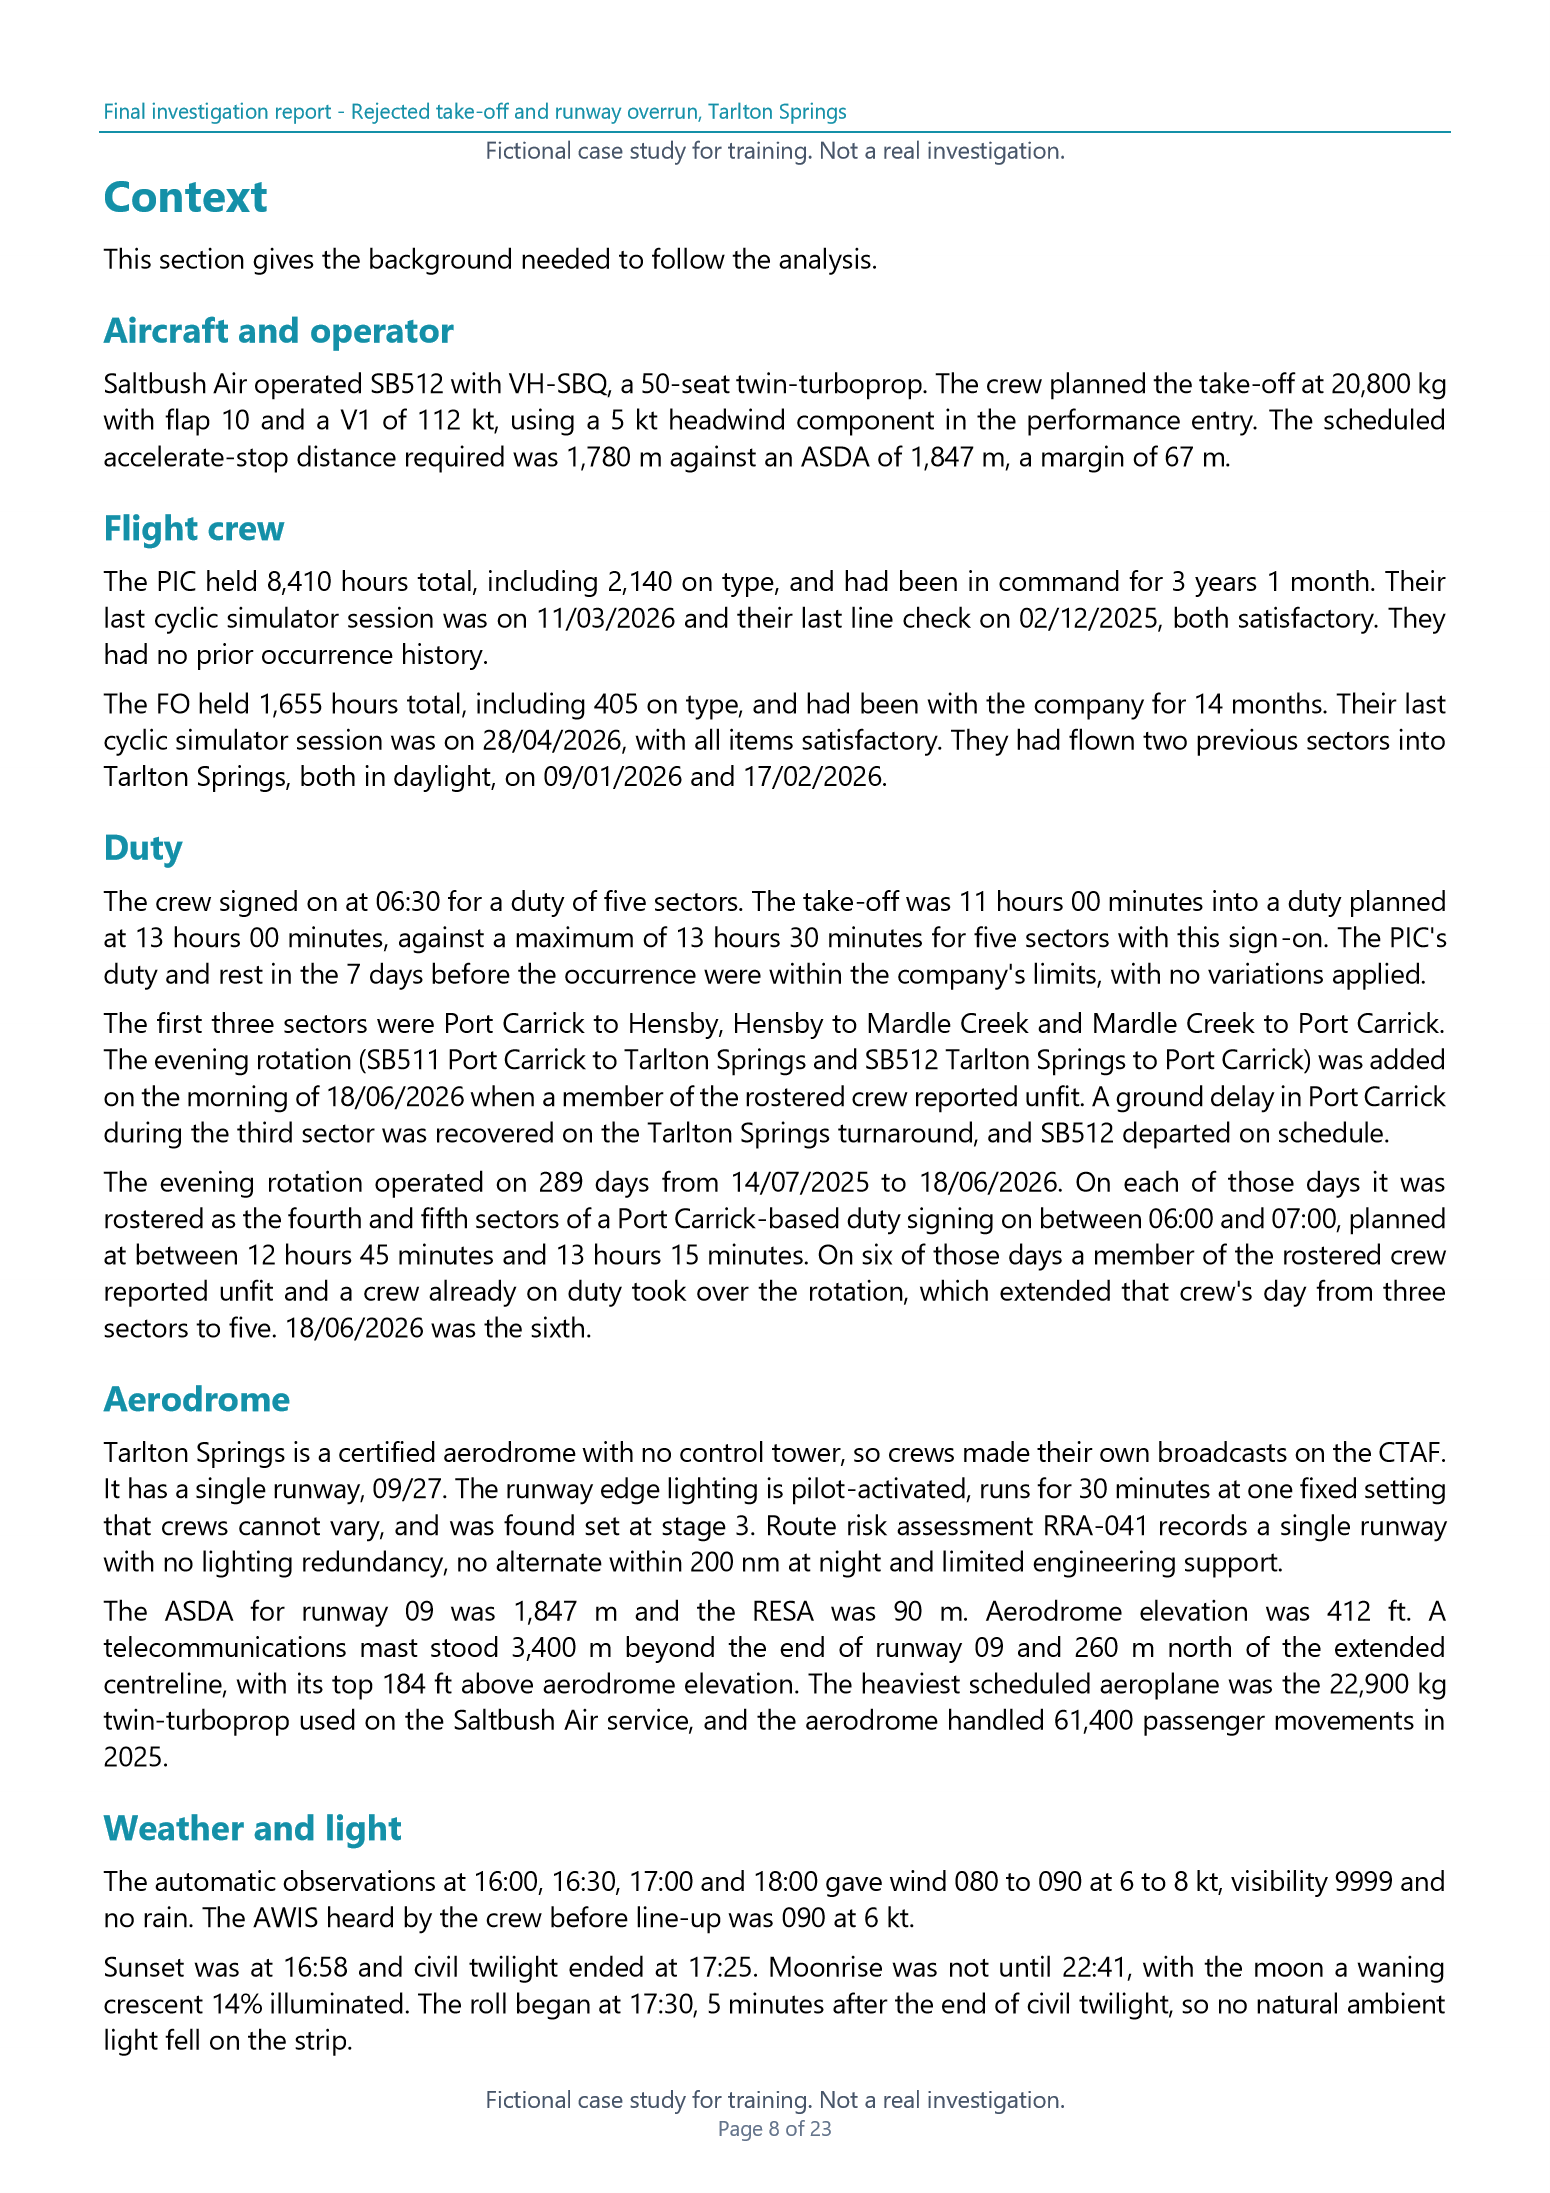 Final investigation report - Rejected take-off and runway overrun, Tarlton Springs
Fictional case study for training. Not a real investigation.
Context
This section gives the background needed to follow the analysis.
Aircraft and operator
Saltbush Air operated SB512 with VH-SBQ, a 50-seat twin-turboprop. The crew planned the take-off at 20,800 kg
with flap 10 and a V1 of 112 kt, using a 5 kt headwind component in the performance entry. The scheduled
accelerate-stop distance required was 1,780 m against an ASDA of 1,847 m, a margin of 67 m.
Flight crew
The PIC held 8,410 hours total, including 2,140 on type, and had been in command for 3 years 1 month. Their
last cyclic simulator session was on 11/03/2026 and their last line check on 02/12/2025, both satisfactory. They
had no prior occurrence history.
The FO held 1,655 hours total, including 405 on type, and had been with the company for 14 months. Their last
cyclic simulator session was on 28/04/2026, with all items satisfactory. They had flown two previous sectors into
Tarlton Springs, both in daylight, on 09/01/2026 and 17/02/2026.
Duty
The crew signed on at 06:30 for a duty of five sectors. The take-off was 11 hours 00 minutes into a duty planned
at 13 hours 00 minutes, against a maximum of 13 hours 30 minutes for five sectors with this sign-on. The PIC's
duty and rest in the 7 days before the occurrence were within the company's limits, with no variations applied.
The first three sectors were Port Carrick to Hensby, Hensby to Mardle Creek and Mardle Creek to Port Carrick.
The evening rotation (SB511 Port Carrick to Tarlton Springs and SB512 Tarlton Springs to Port Carrick) was added
on the morning of 18/06/2026 when a member of the rostered crew reported unfit. A ground delay in Port Carrick
during the third sector was recovered on the Tarlton Springs turnaround, and SB512 departed on schedule.
The evening rotation operated on 289 days from 14/07/2025 to 18/06/2026. On each of those days it was
rostered as the fourth and fifth sectors of a Port Carrick-based duty signing on between 06:00 and 07:00, planned
at between 12 hours 45 minutes and 13 hours 15 minutes. On six of those days a member of the rostered crew
reported unfit and a crew already on duty took over the rotation, which extended that crew's day from three
sectors to five. 18/06/2026 was the sixth.
Aerodrome
Tarlton Springs is a certified aerodrome with no control tower, so crews made their own broadcasts on the CTAF.
It has a single runway, 09/27. The runway edge lighting is pilot-activated, runs for 30 minutes at one fixed setting
that crews cannot vary, and was found set at stage 3. Route risk assessment RRA-041 records a single runway
with no lighting redundancy, no alternate within 200 nm at night and limited engineering support.
The ASDA for runway 09 was 1,847 m and the RESA was 90 m. Aerodrome elevation was 412 ft. A
telecommunications mast stood 3,400 m beyond the end of runway 09 and 260 m north of the extended
centreline, with its top 184 ft above aerodrome elevation. The heaviest scheduled aeroplane was the 22,900 kg
twin-turboprop used on the Saltbush Air service, and the aerodrome handled 61,400 passenger movements in
2025.
Weather and light
The automatic observations at 16:00, 16:30, 17:00 and 18:00 gave wind 080 to 090 at 6 to 8 kt, visibility 9999 and
no rain. The AWIS heard by the crew before line-up was 090 at 6 kt.
Sunset was at 16:58 and civil twilight ended at 17:25. Moonrise was not until 22:41, with the moon a waning
crescent 14% illuminated. The roll began at 17:30, 5 minutes after the end of civil twilight, so no natural ambient
light fell on the strip.
Fictional case study for training. Not a real investigation.
Page 8 of 23